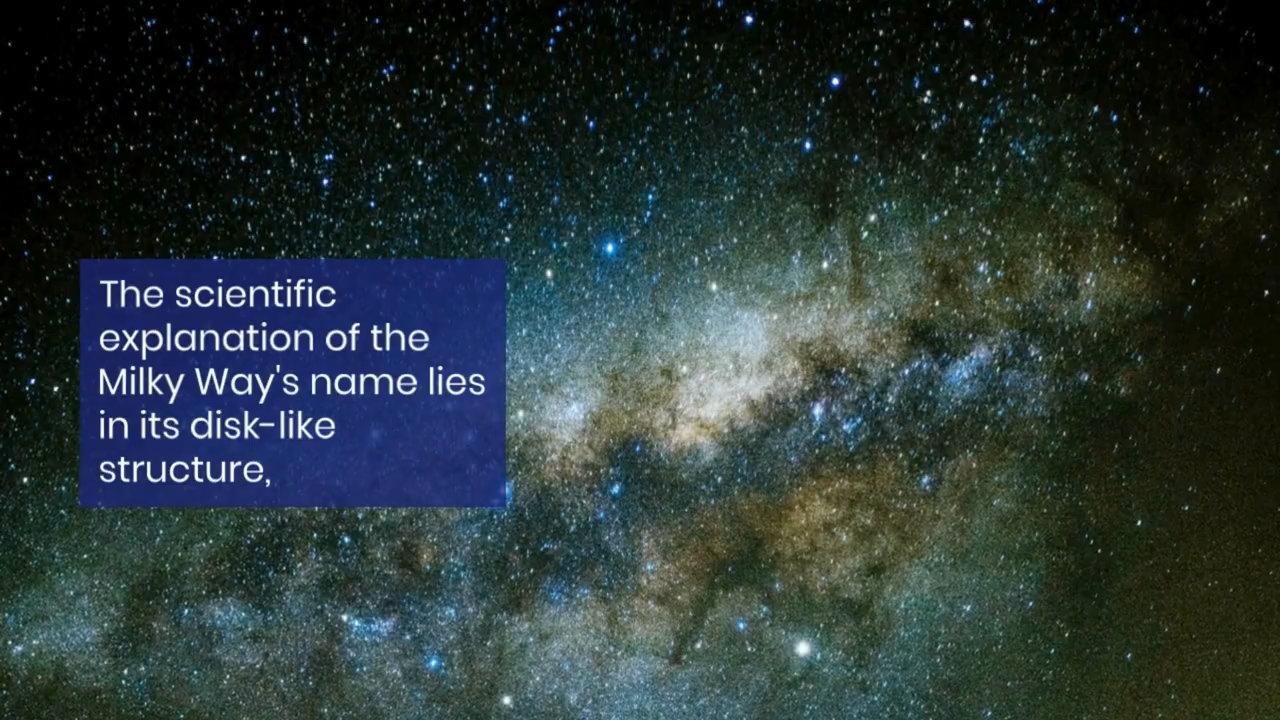 The scientific
explanation of the
Milky Way's name lies
in its disk-like
structure,